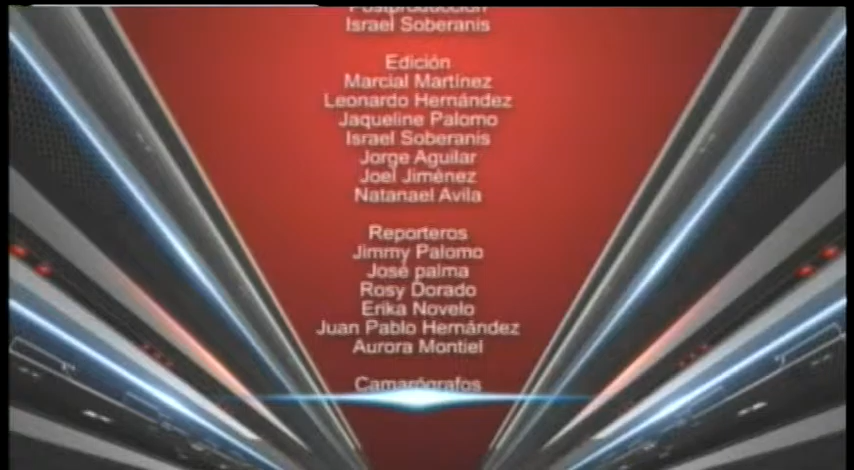 Postproducción
Israel Soberanis
Edición
Marcial Martínez
Leonardo Hernández
Jaqueline Palomo
Israel Soberanis
Jorge Aguilar
Joel Jiménez
Natanael Avila
Reporteros
Jimmy Palomo
José palma
Rosy Dorado
Erika Novelo
Juan Pablo Hernández
Aurora Montiel
Camarógrafos